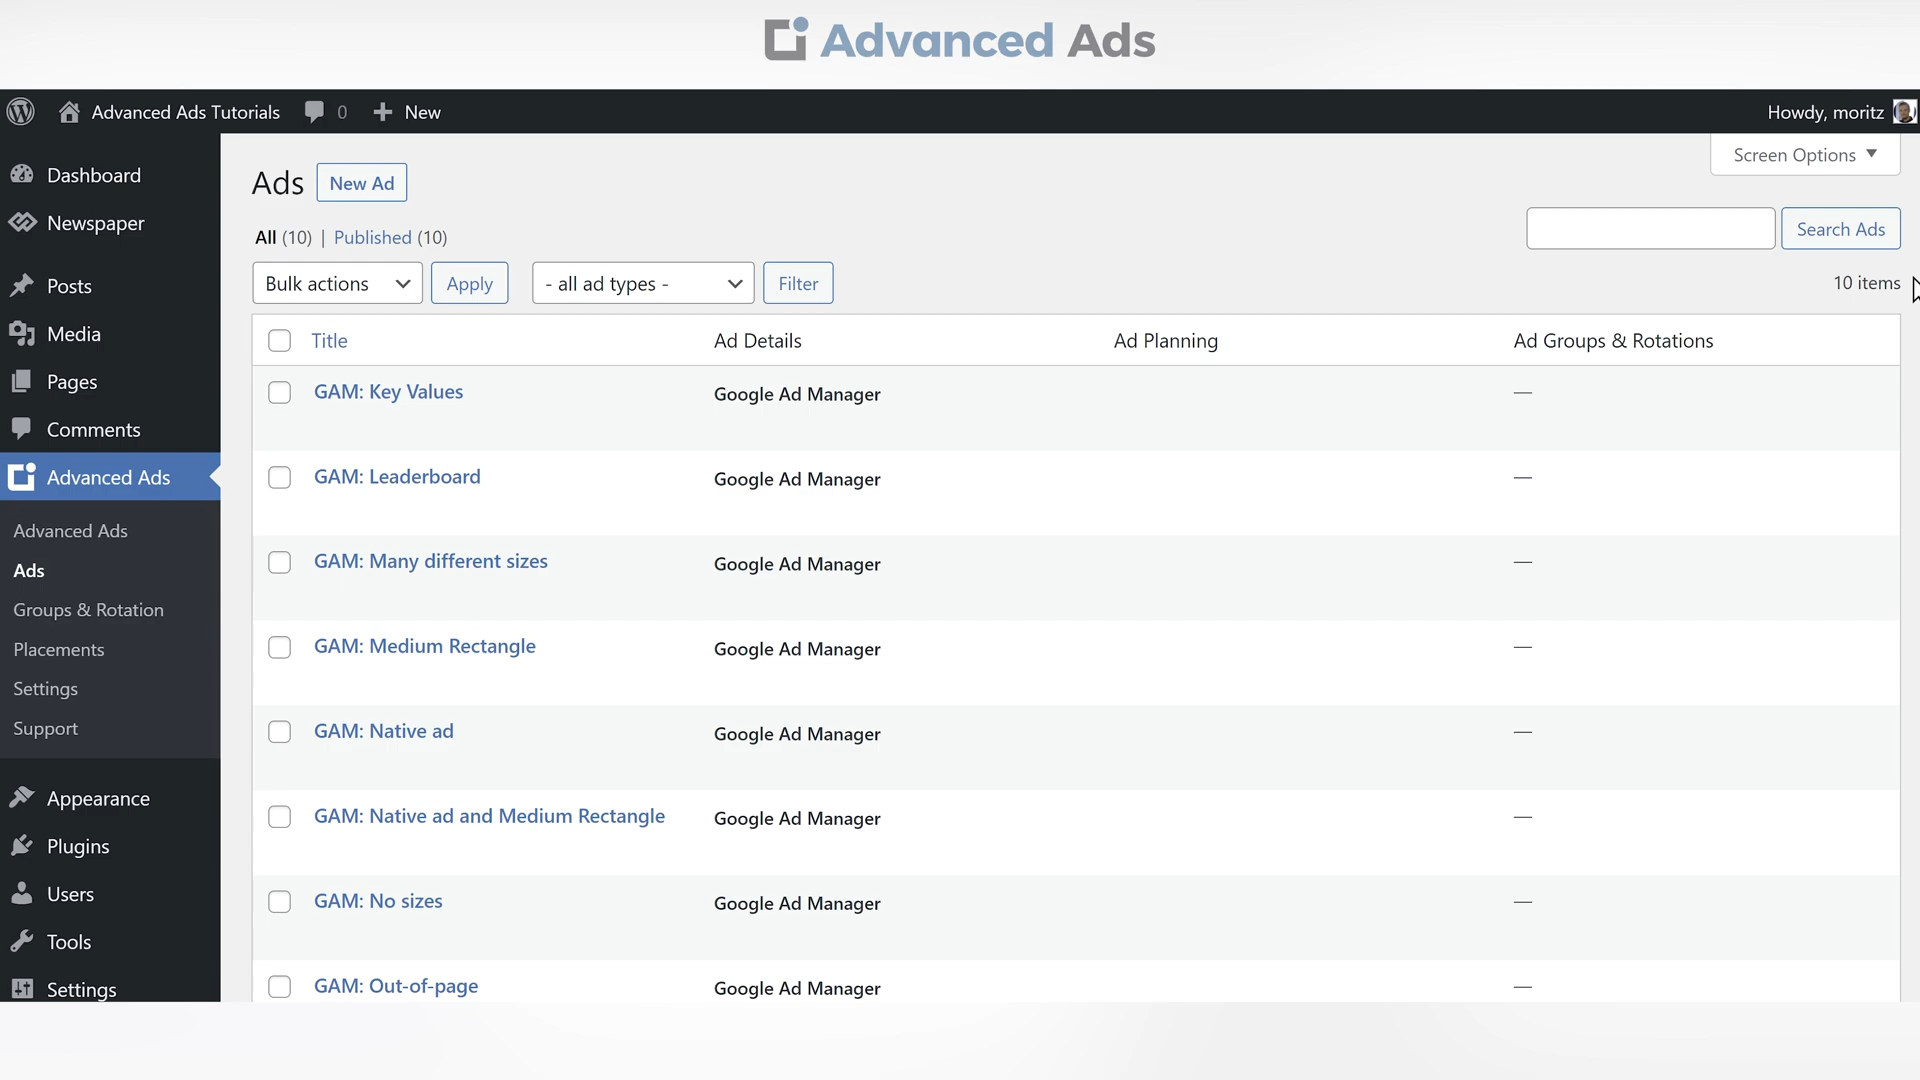 Advanced Ads
Advanced Ads Tutorials 0 New Howdy, moritz
Dashboard
Newspaper
Posts
Media
Pages
Comments
Advanced Ads
Advanced Ads
Ads
Groups & Rotation
Placements
Settings
Support
Appearance
Plugins
Users
Tools
Settings
Screen Options
Ads New Ad
All (10) | Published (10)
Search Ads
Bulk actions Apply - all ad types - Filter 10 items
Title Ad Details Ad Planning Ad Groups & Rotations
GAM: Key Values Google Ad Manager —
GAM: Leaderboard Google Ad Manager —
GAM: Many different sizes Google Ad Manager —
GAM: Medium Rectangle Google Ad Manager —
GAM: Native ad Google Ad Manager —
GAM: Native ad and Medium Rectangle Google Ad Manager —
GAM: No sizes Google Ad Manager —
GAM: Out-of-page Google Ad Manager —